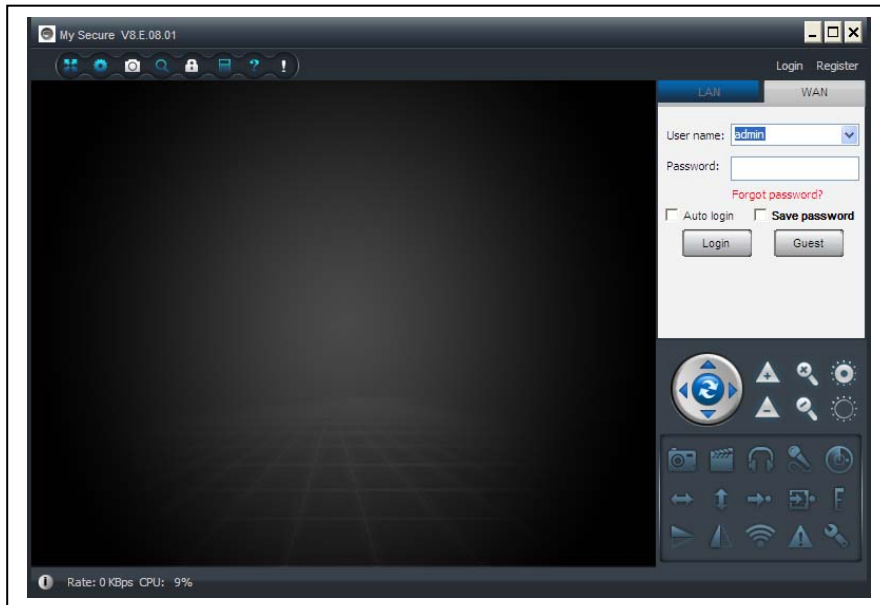 My Secure V8.E.08.01
Login Register
LAN WAN
User name: admin
Password:
Forgot password?
Auto login Save password
Login Guest
Rate: 0 KBps CPU: 9%